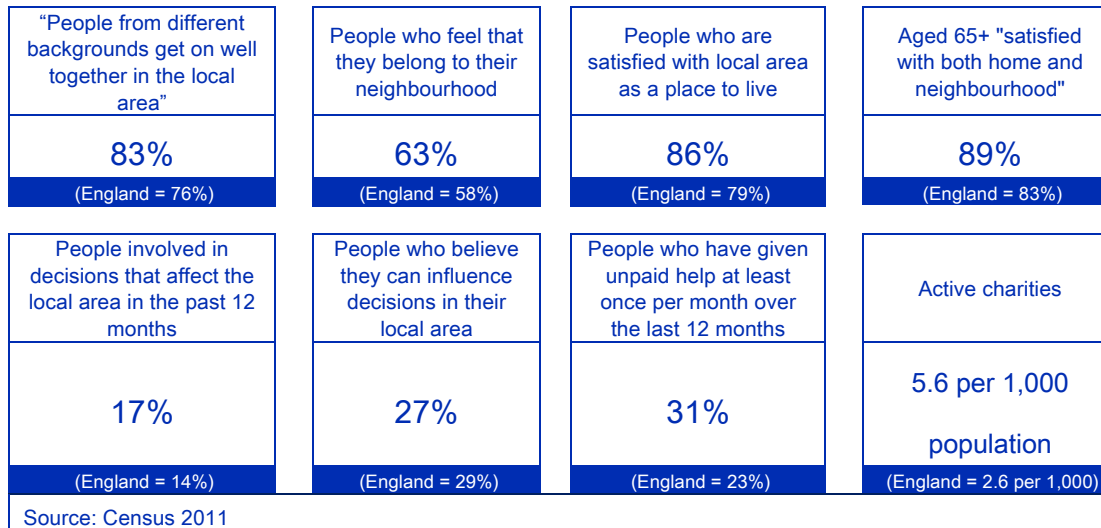 “People from different
backgrounds get on well
together in the local
area”
83%
(England = 76%)
People who feel that
they belong to their
neighbourhood
63%
(England = 58%)
People who are
satisfied with local area
as a place to live
86%
(England = 79%)
Aged 65+ "satisfied
with both home and
neighbourhood"
89%
(England = 83%)
People involved in
decisions that affect the
local area in the past 12
months
17%
(England = 14%)
People who believe
they can influence
decisions in their
local area
27%
(England = 29%)
People who have given
unpaid help at least
once per month over
the last 12 months
31%
(England = 23%)
Active charities
5.6 per 1,000
population
(England = 2.6 per 1,000)
Source: Census 2011